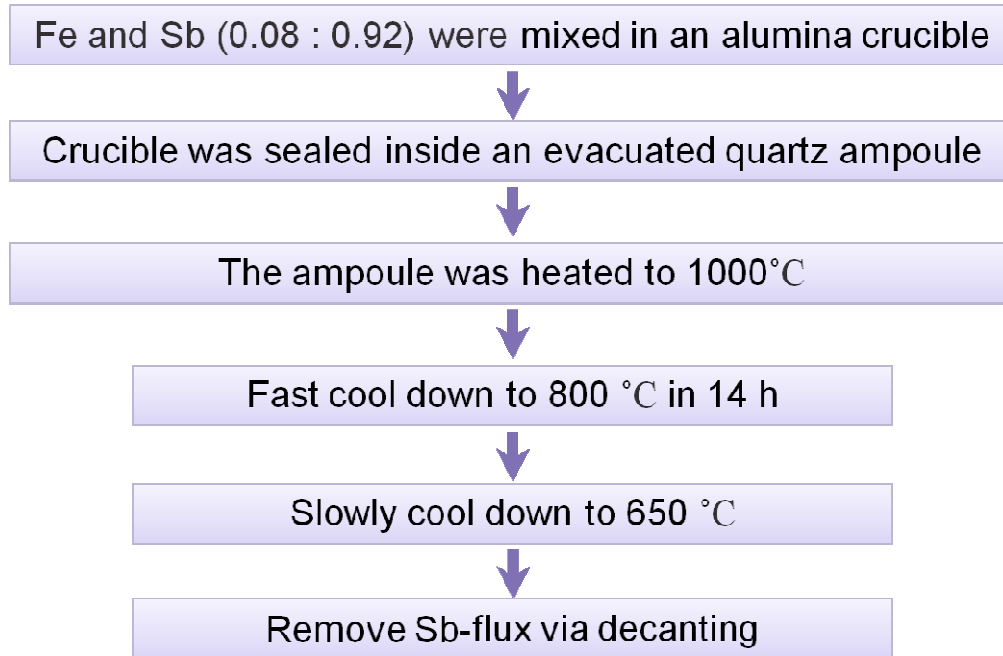 Fe and Sb (0.08 : 0.92) were mixed in an alumina crucible
Crucible was sealed inside an evacuated quartz ampoule
The ampoule was heated to 1000°C
Fast cool down to 800 °C in 14 h
Slowly cool down to 650 °C
Remove Sb-flux via decanting